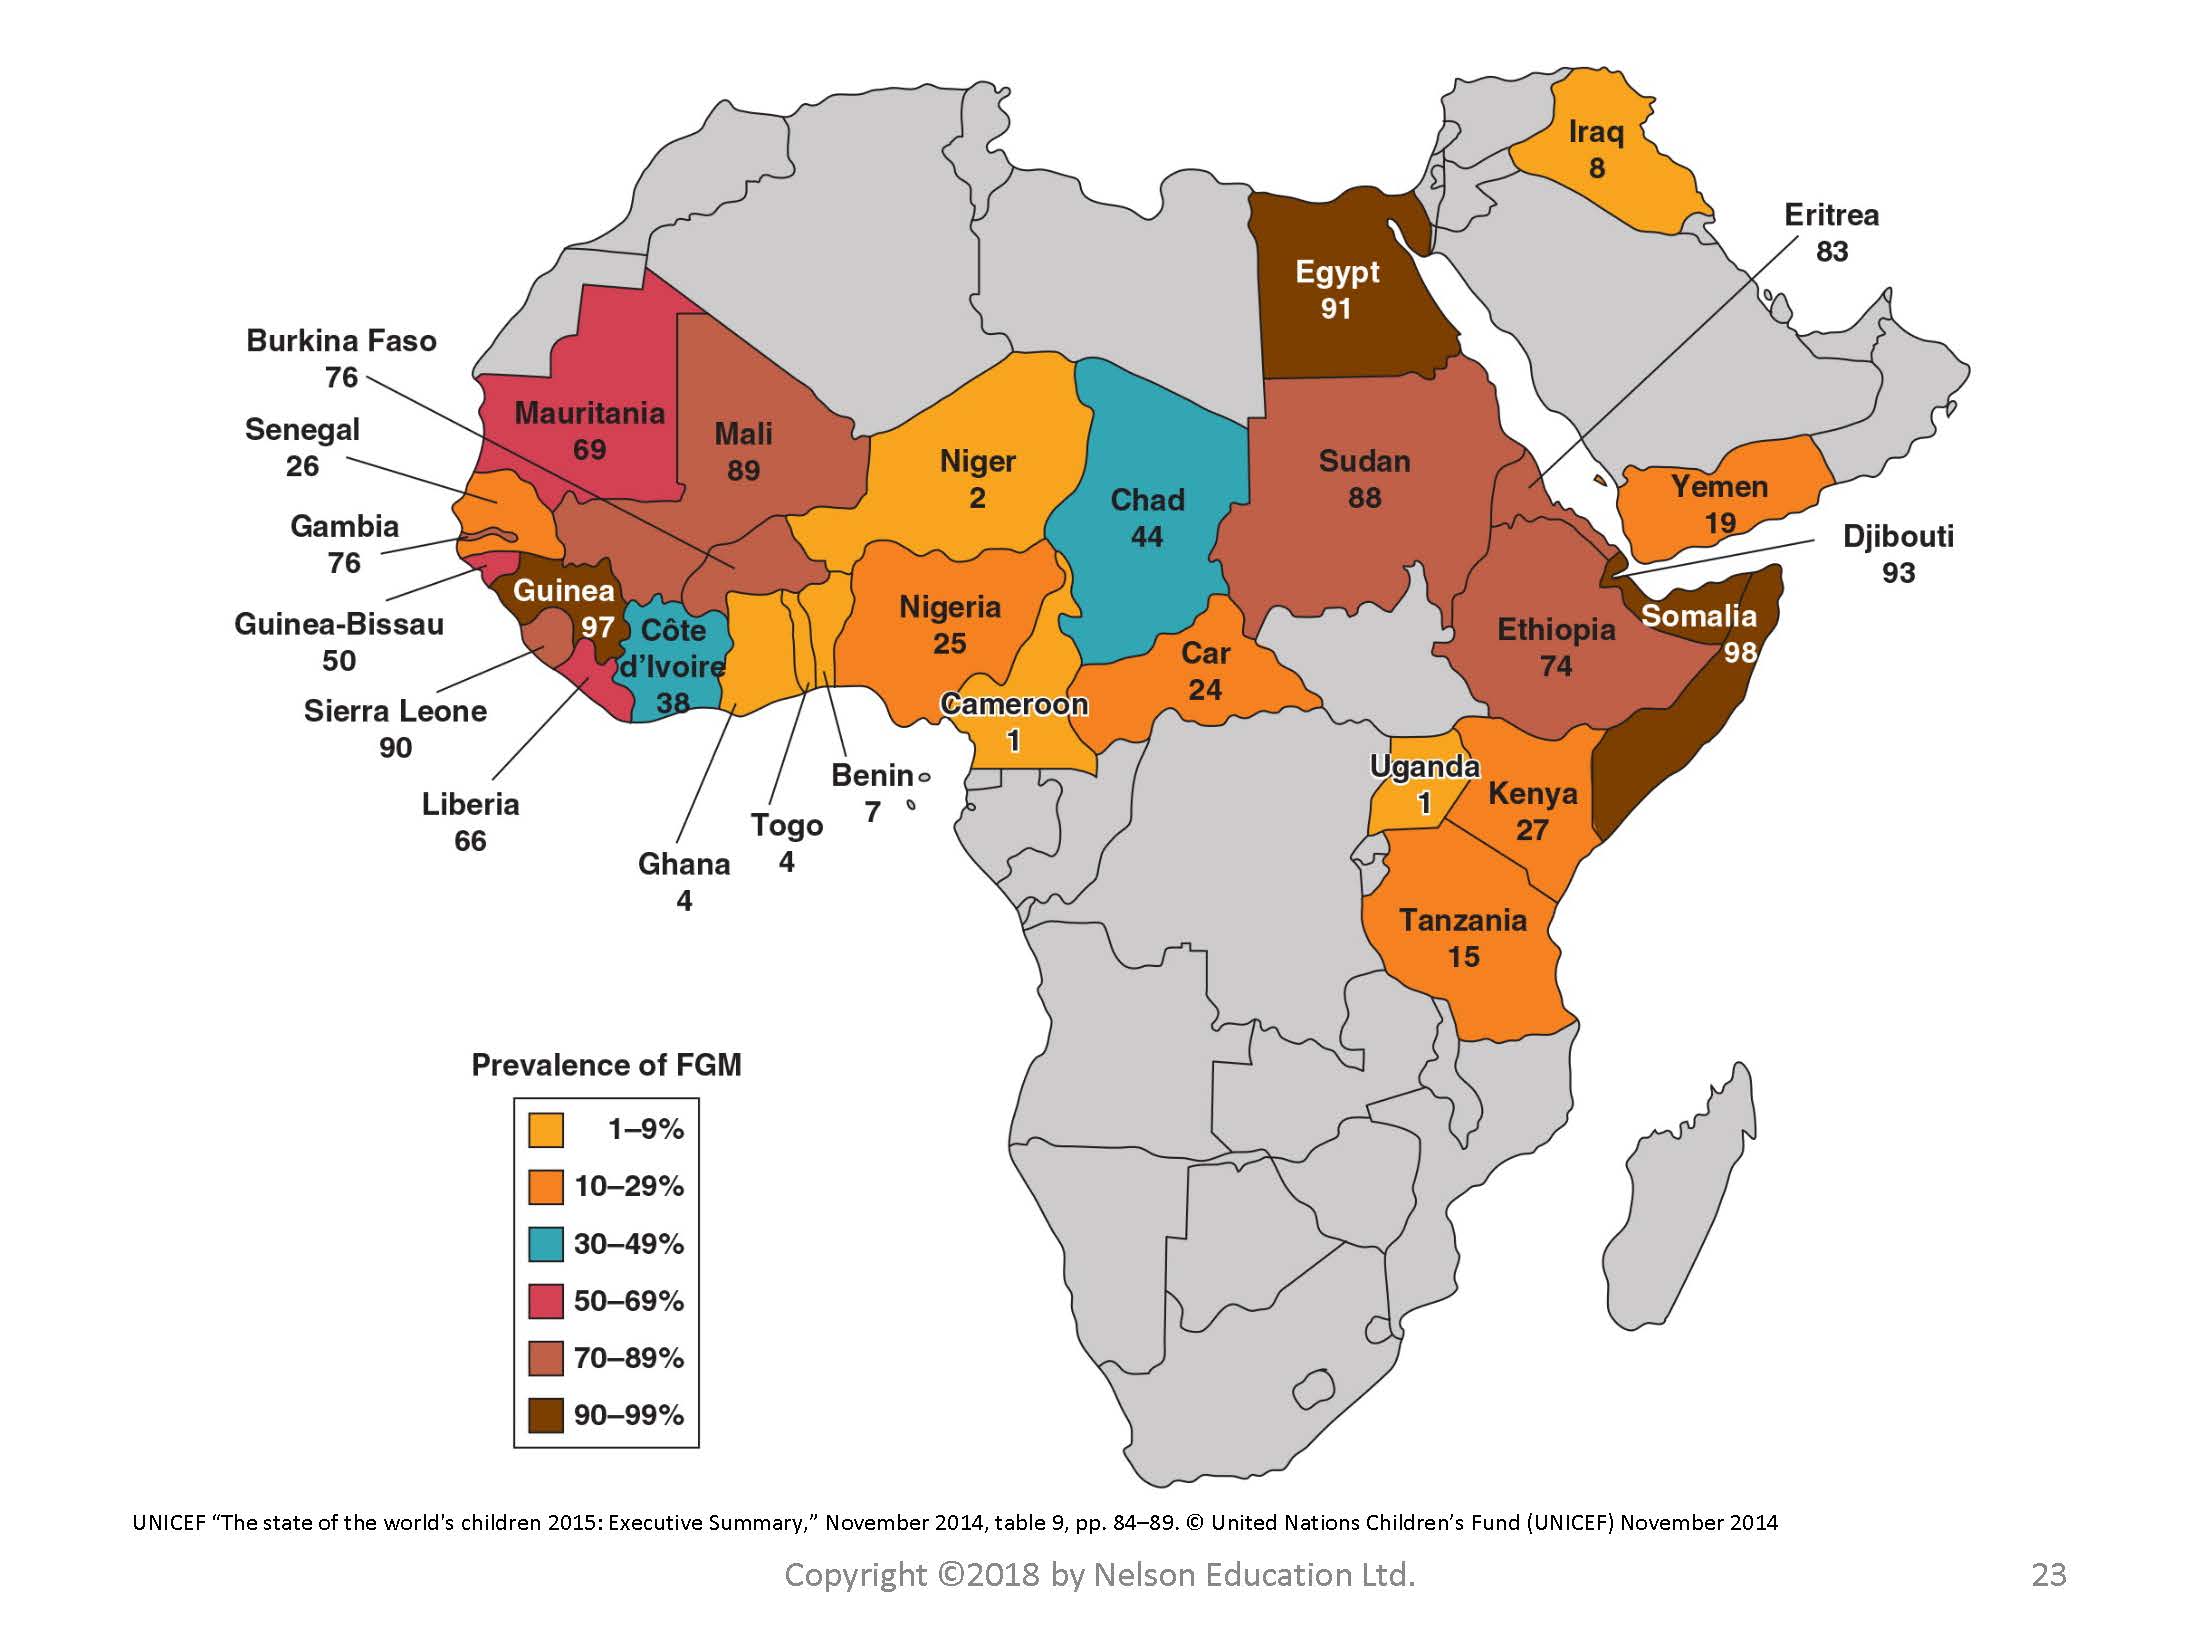 Iraq
8
Eritrea
83
Egypt
91
Burkina Faso
76
Mauritania
69
Mali
89
Senegal
26
Niger
2
Chad
44
Sudan
88
Yemen
19
Gambia
76
Djibouti
93
Guinea
97
Guinea-Bissau
50
Côte
d’Ivoire
38
Nigeria
25
Car
24
Ethiopia
74
Somalia
98
Sierra Leone
90
Cameroon
1
Liberia
66
Benin
7
Togo
4
Ghana
4
Uganda
1
Kenya
27
Tanzania
15
Prevalence of FGM
1–9%
10–29%
30–49%
50–69%
70–89%
90–99%
UNICEF “The state of the world's children 2015: Executive Summary,” November 2014, table 9, pp. 84–89. © United Nations Children’s Fund (UNICEF) November 2014
Copyright ©2018 by Nelson Education Ltd.
23